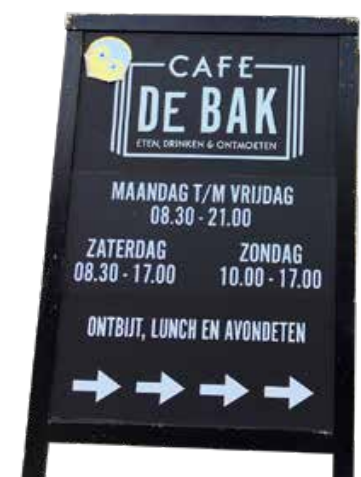 CAFE
DE BAK
ETEN, DRINKEN & ONTMOETEN
MAANDAG T/M VRIJDAG
08.30 - 21.00
ZATERDAG ZONDAG
08.30 - 17.00 10.00 - 17.00
ONTBIJT, LUNCH EN AVONDETEN